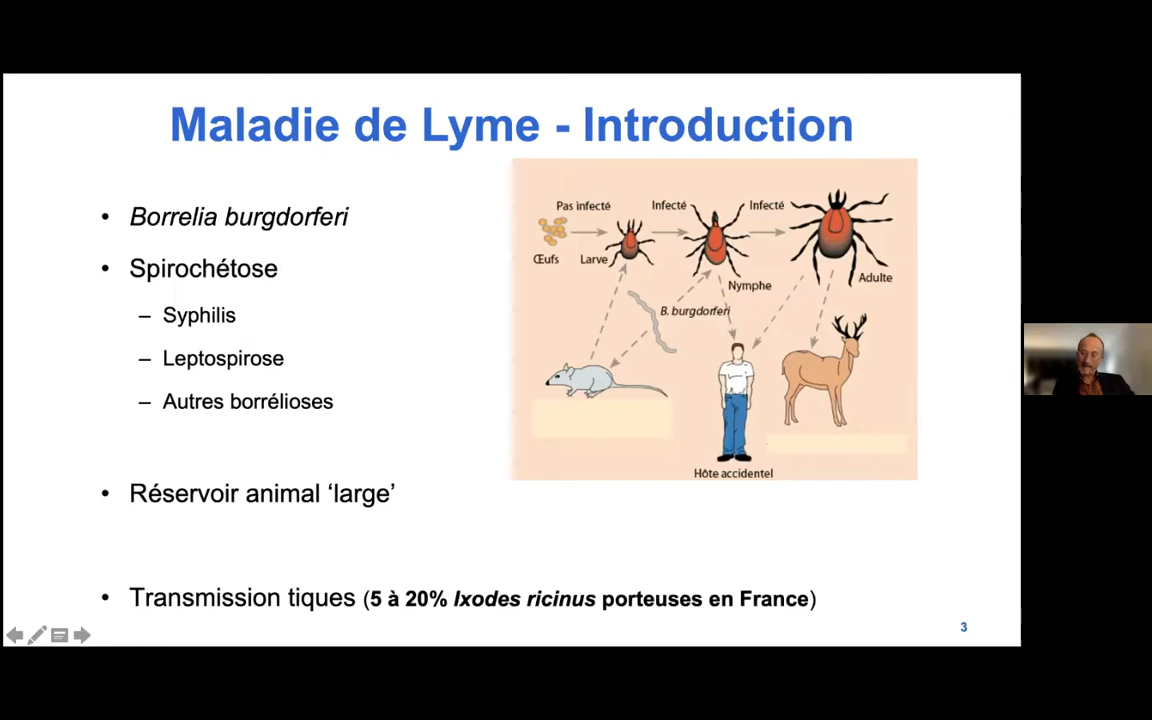 Maladie de Lyme - Introduction
• Borrelia burgdorferi
• Spirochétose
– Syphilis
– Leptospirose
– Autres borrélioses
• Réservoir animal ‘large’
• Transmission tiques (5 à 20% Ixodes ricinus porteuses en France)
Pas infecté
Infecté
Infecté
Œufs
Larve
Nymphe
Adulte
B. burgdorferi
Hôte accidentel
3